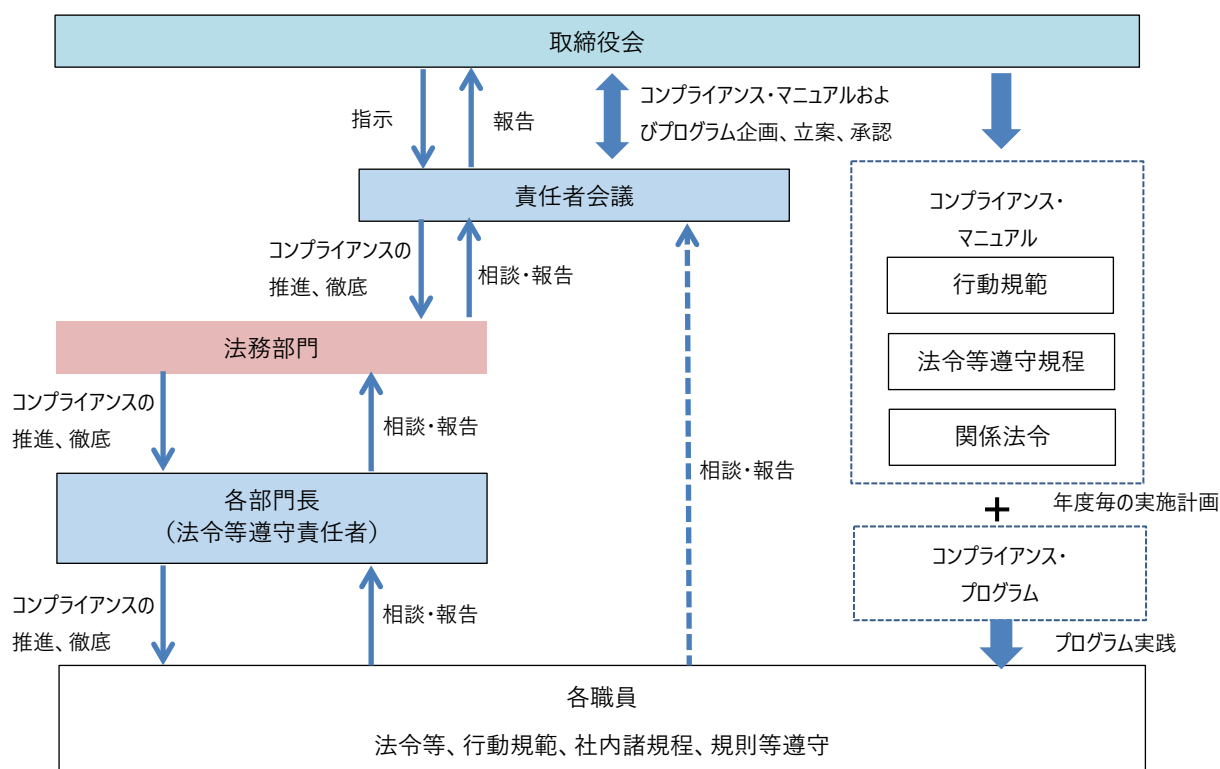 取締役会
指示
報告
コンプライアンス・マニュアルおよ
びプログラム企画、立案、承認
責任者会議
コンプライアンスの
推進、徹底
相談・報告
コンプライアンス・
マニュアル
行動規範
法令等遵守規程
関係法令
法務部門
コンプライアンスの
推進、徹底
相談・報告
相談・報告
各部門長
（法令等遵守責任者）
+
年度毎の実施計画
コンプライアンス・
プログラム
コンプライアンスの
推進、徹底
相談・報告
プログラム実践
各職員
法令等、行動規範、社内諸規程、規則等遵守